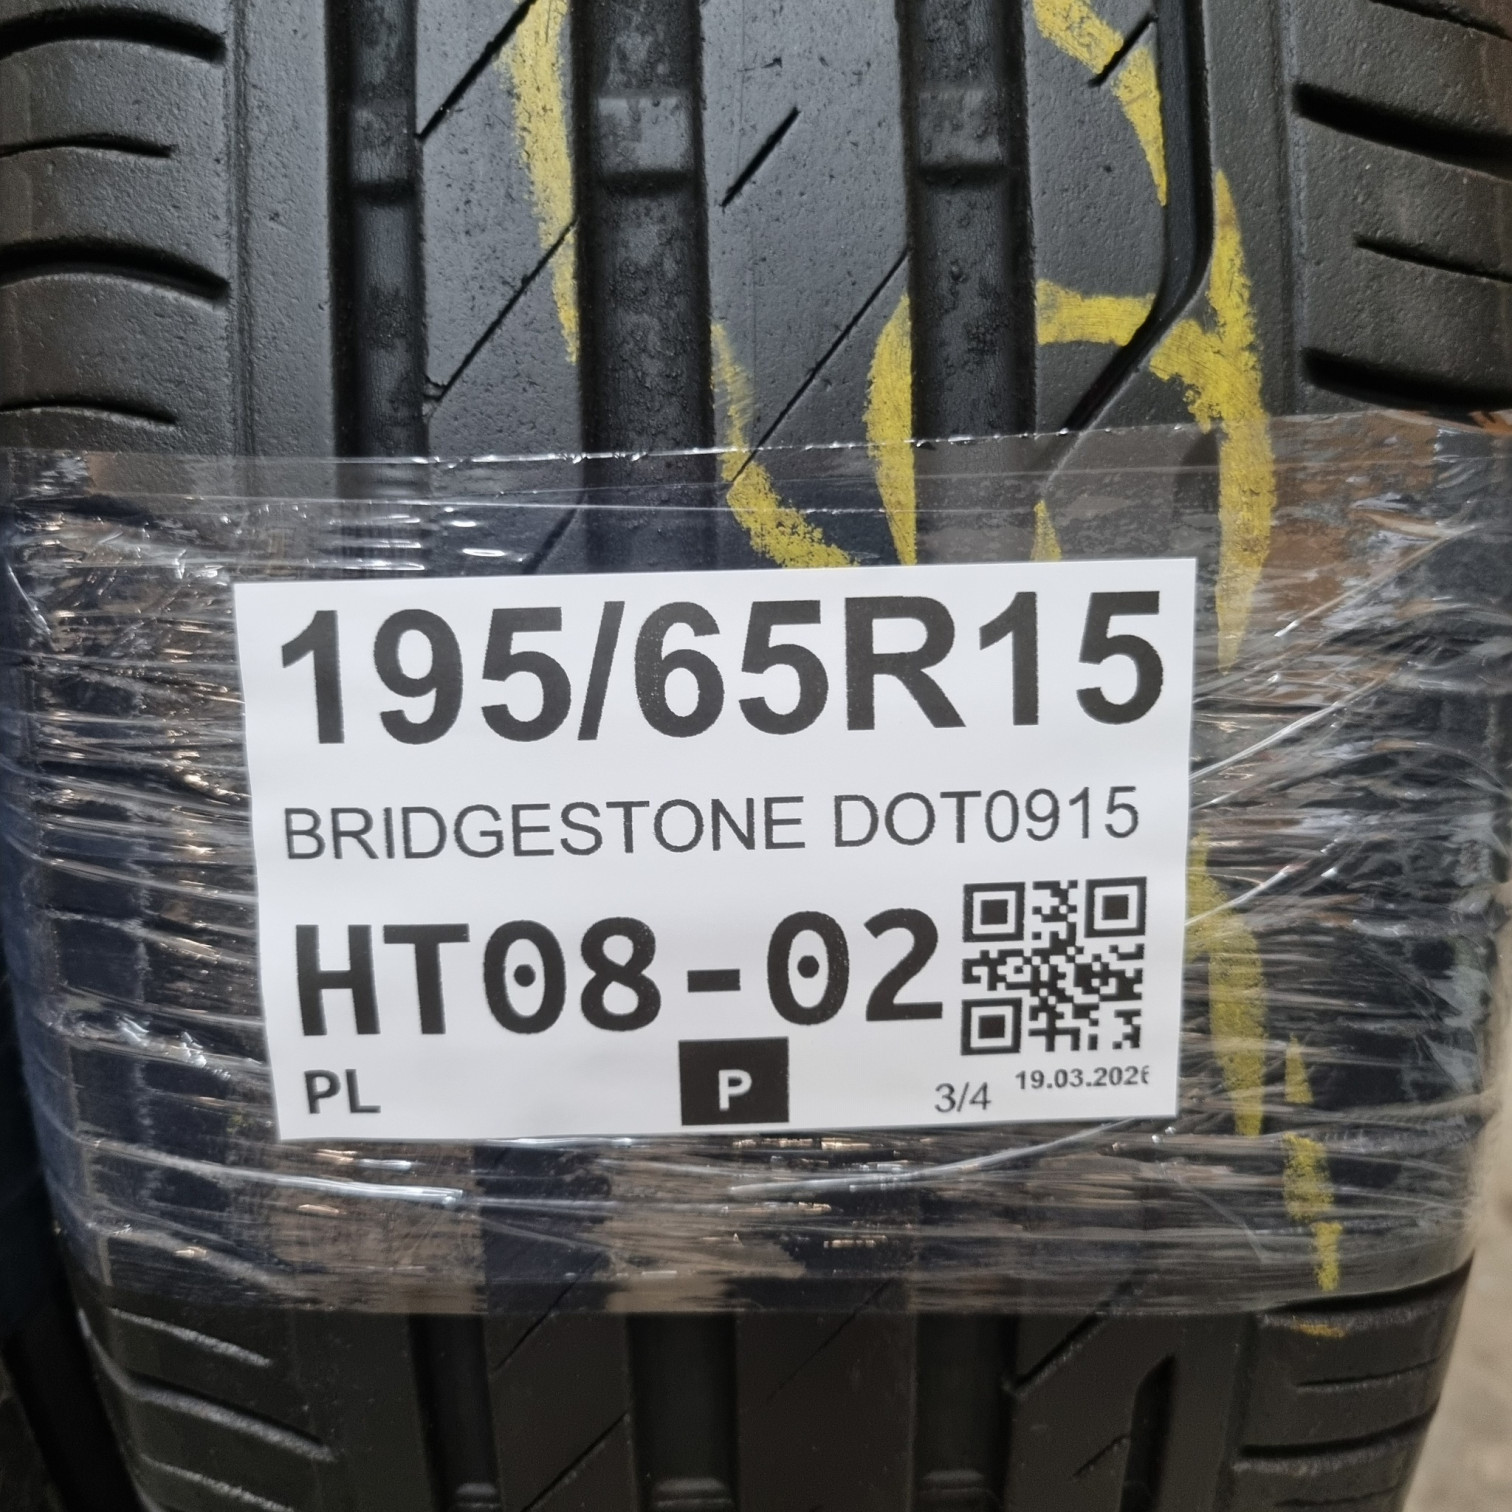 195/65R15
BRIDGESTONE DOT0915
HT08-02
PL P 3/4 19.03.2026